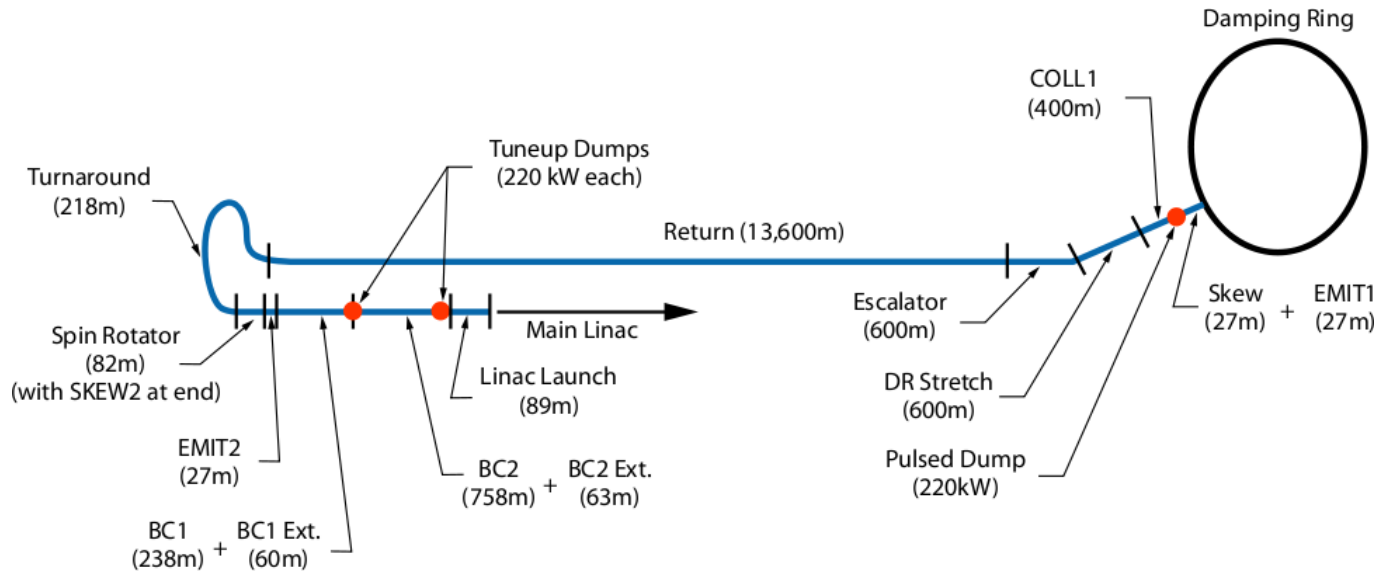 Damping Ring
COLL1
(400m)
Tuneup Dumps
(220 kW each)
Turnaround
(218m)
Return (13,600m)
Escalator
(600m)
Skew + EMIT1
(27m) (27m)
Main Linac
Spin Rotator
(82m)
(with SKEW2 at end)
Linac Launch
(89m)
DR Stretch
(600m)
EMIT2
(27m)
BC2 + BC2 Ext.
(758m) (63m)
Pulsed Dump
(220kW)
BC1 + BC1 Ext.
(238m) (60m)